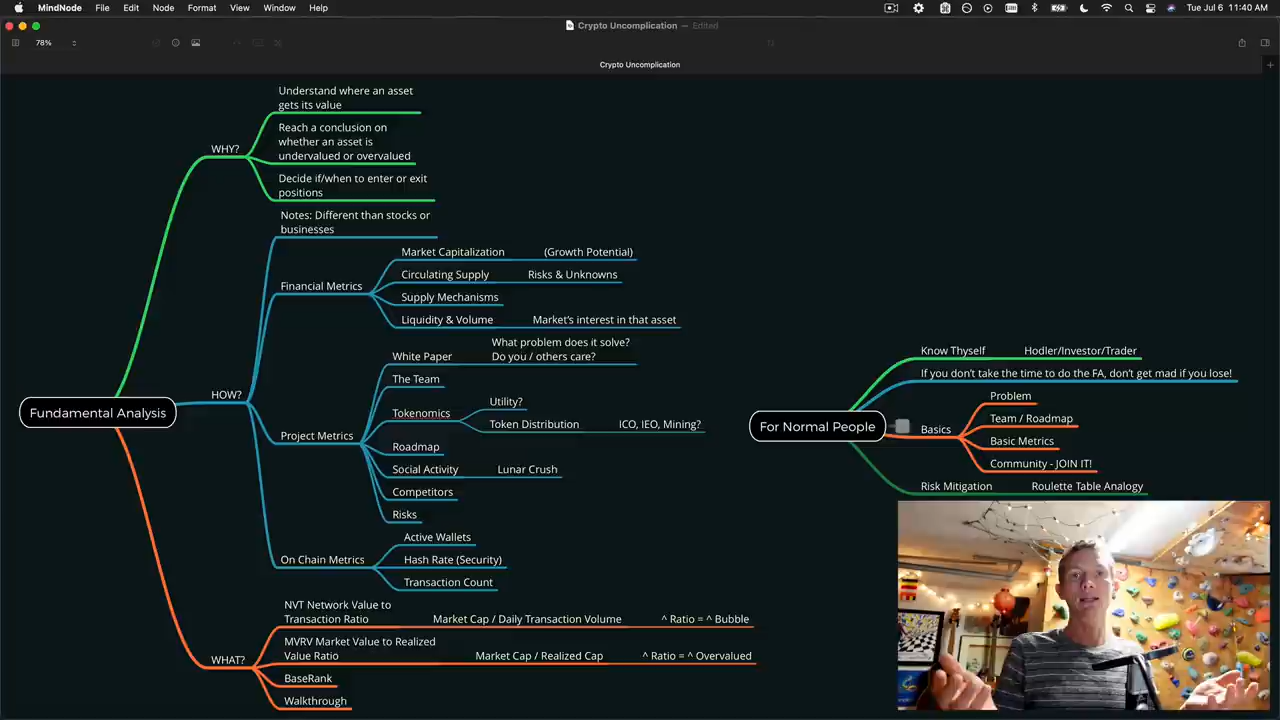 MindNode File Edit Node Format View Window Help
Tue Jul 6 11:40 AM
Crypto Uncomplication — Edited
78%
Crypto Uncomplication
Fundamental Analysis
WHY?
Understand where an asset
gets its value
Reach a conclusion on
whether an asset is
undervalued or overvalued
Decide if/when to enter or exit
positions
HOW?
Notes: Different than stocks or
businesses
Financial Metrics
Market Capitalization (Growth Potential)
Circulating Supply Risks & Unknowns
Supply Mechanisms
Liquidity & Volume Market's interest in that asset
Project Metrics
White Paper
What problem does it solve?
Do you / others care?
The Team
Tokenomics
Utility?
Token Distribution ICO, IEO, Mining?
Roadmap
Social Activity Lunar Crush
Competitors
Risks
On Chain Metrics
Active Wallets
Hash Rate (Security)
Transaction Count
WHAT?
NVT Network Value to
Transaction Ratio Market Cap / Daily Transaction Volume ^ Ratio = ^ Bubble
MVRV Market Value to Realized
Value Ratio Market Cap / Realized Cap ^ Ratio = ^ Overvalued
BaseRank
Walkthrough
For Normal People
Know Thyself Hodler/Investor/Trader
If you don't take the time to do the FA, don't get mad if you lose!
Basics
Problem
Team / Roadmap
Basic Metrics
Community - JOIN IT!
Risk Mitigation Roulette Table Analogy